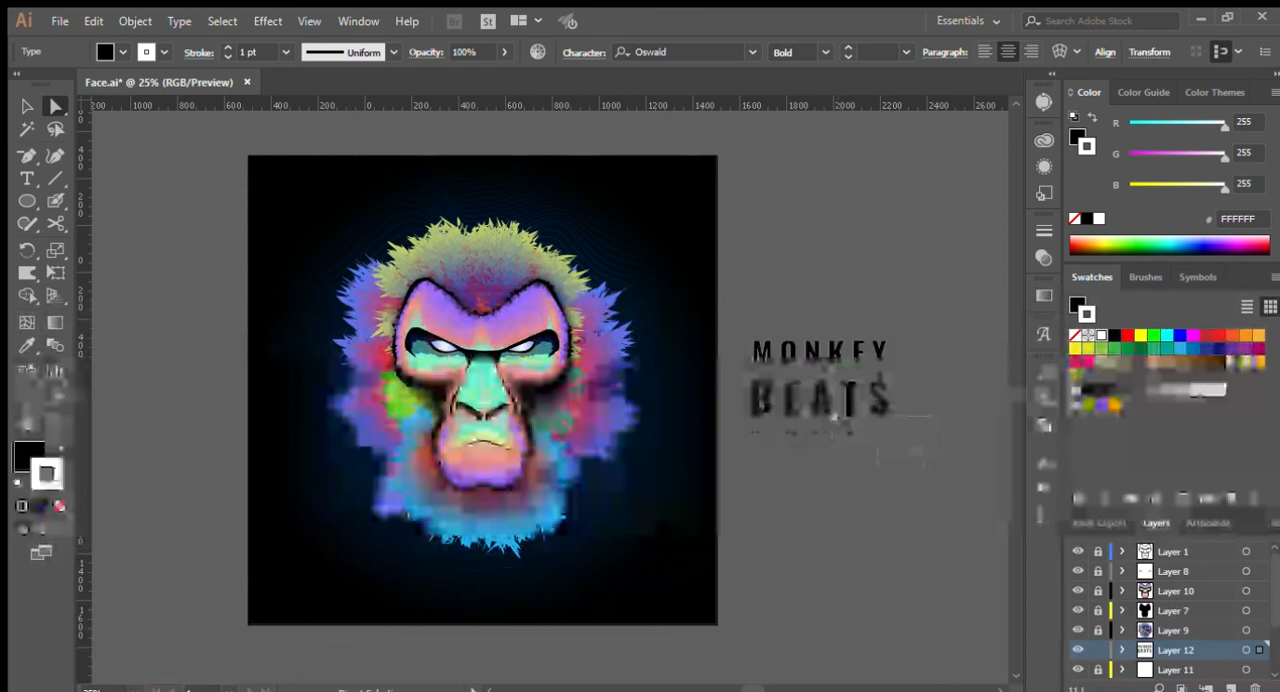 Ai File Edit Object Type Select Effect View Window Help Br St Essentials Search Adobe Stock
Type Stroke: 1 pt Uniform Opacity: 100% Character: Oswald Bold Paragraph: Align Transform
Face.ai* @ 25% (RGB/Preview) ×
200 1000 800 600 400 200 0 200 400 600 800 1000 1200 1400 1600 1800 2000 2200 2400 2600
Color Color Guide Color Themes
R 255
G 255
B 255
# FFFFFF
Swatches Brushes Symbols
MONKEY
BEATS
Layers Artboards
Layer 1
Layer 8
Layer 10
Layer 7
Layer 9
Layer 12
Layer 11